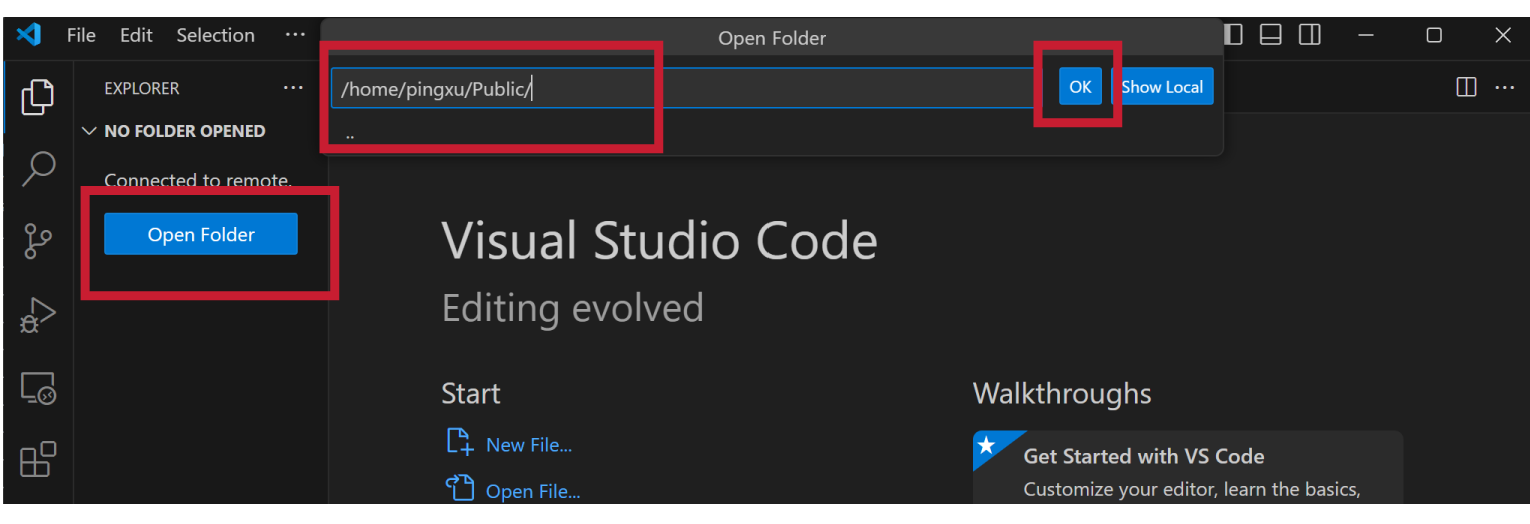 File Edit Selection ···
Open Folder
EXPLORER ···
/home/pingxu/Public/
OK
Show Local
···
NO FOLDER OPENED
..
Connected to remote.
Open Folder
Visual Studio Code
Editing evolved
Start
Walkthroughs
New File...
Get Started with VS Code
Open File...
Customize your editor, learn the basics,